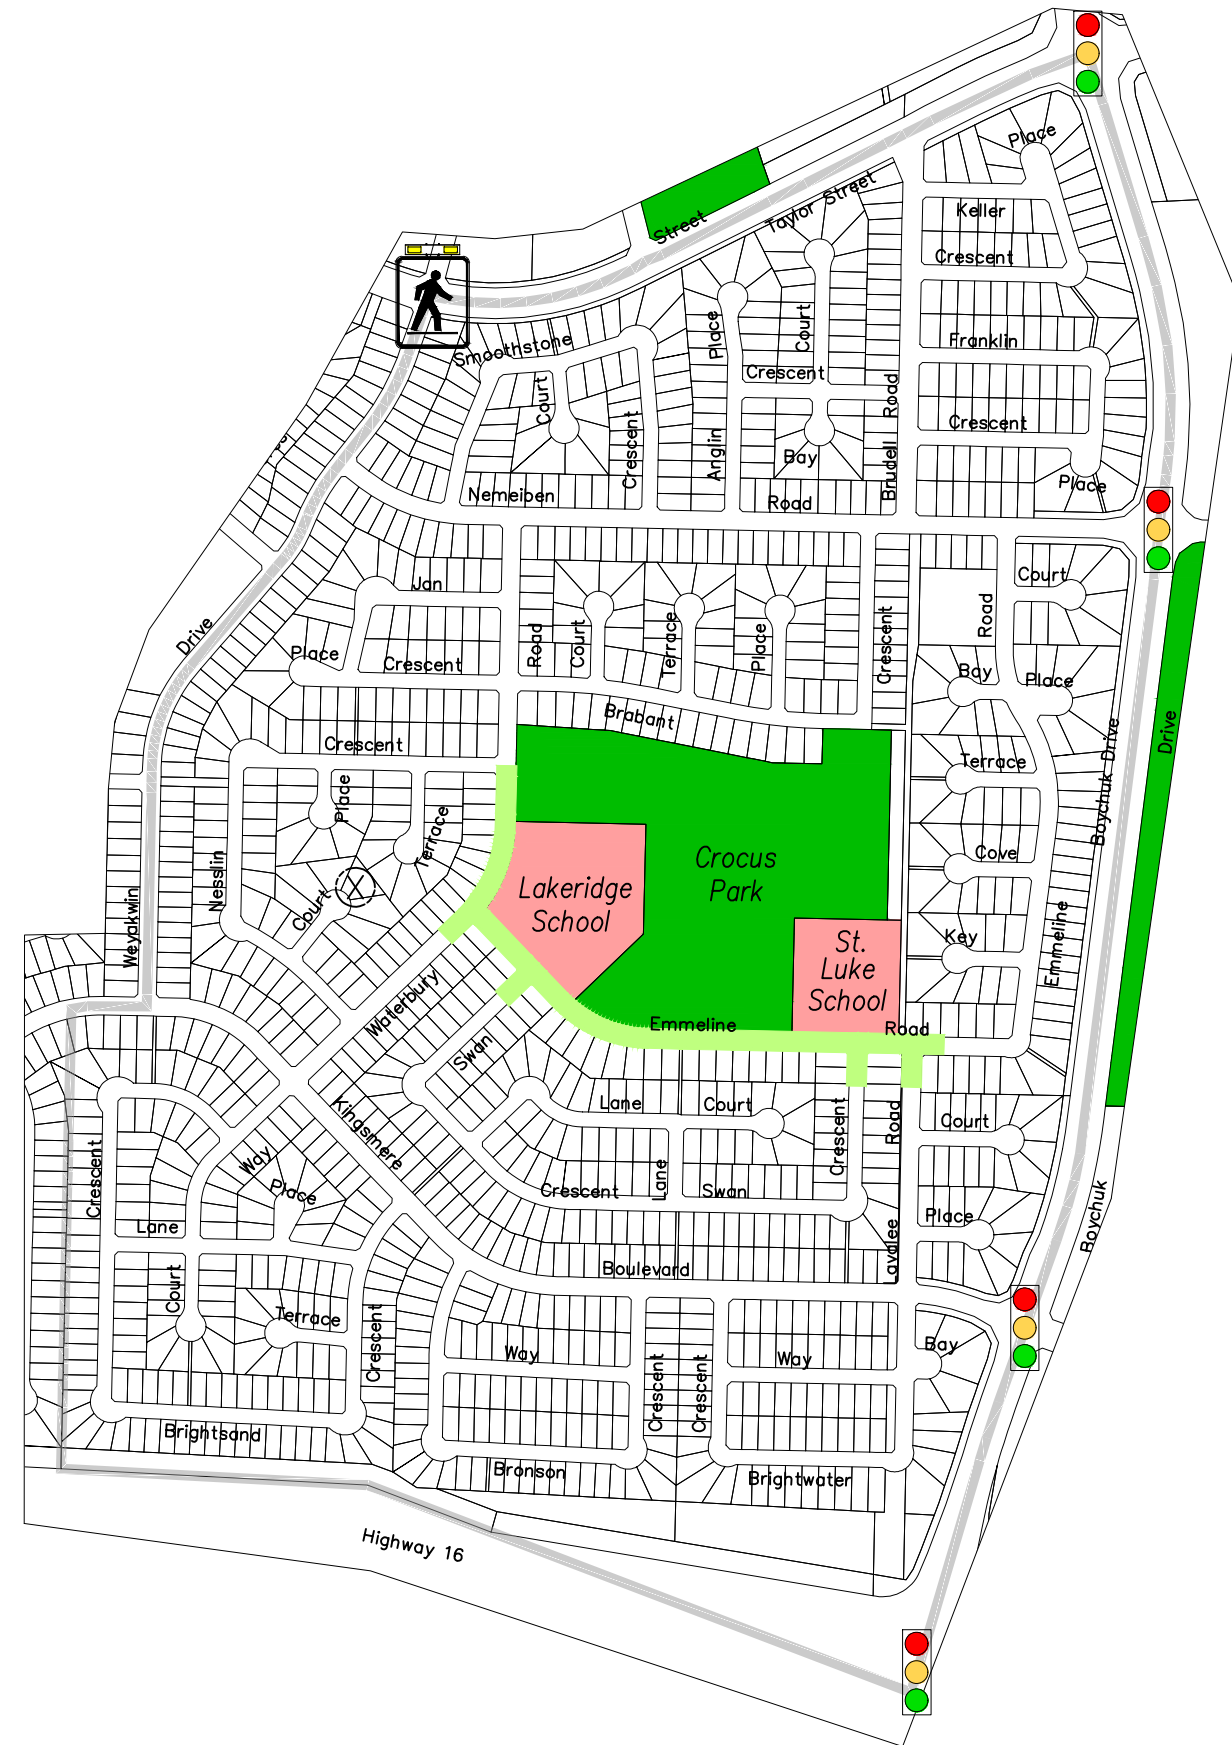 Place
Keller
Crescent
Taylor Street
Street
Franklin
Crescent
Place
Smoothstone
Court
Crescent
Place
Court
Crescent
Road
Anglin
Bay
Brudell
Nemeiben
Road
Jan
Place
Crescent
Road
Court
Terrace
Place
Crescent
Road
Court
Bay
Place
Drive
Brabant
Crescent
Place
Terrace
Terrace
Boychuk Drive
Drive
Crocus
Park
Cove
Nesslin
Court
Weyakwin
Lakeridge
School
St.
Luke
School
Key
Emmeline
Waterbury
Swan
Emmeline
Road
Kingsmere
Lane
Court
Crescent
Road
Court
Crescent
Way
Place
Lane
Crescent
Lane
Swan
Place
Boychuk
Court
Terrace
Crescent
Boulevard
Lavalee
Way
Crescent
Crescent
Way
Bay
Brightsand
Bronson
Brightwater
Highway 16